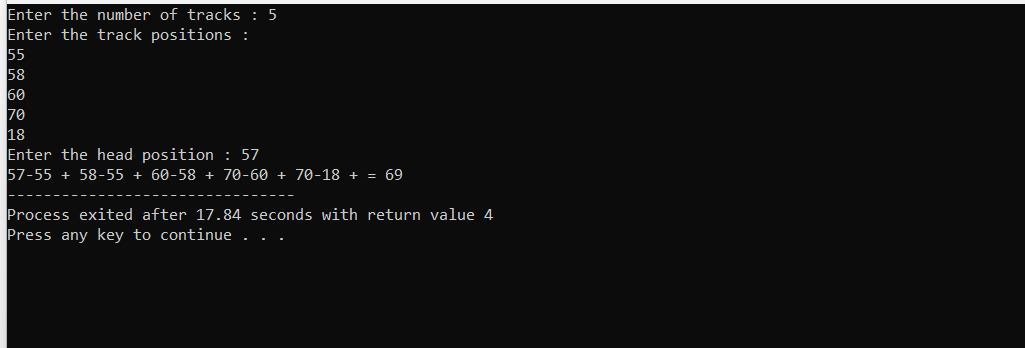 Enter the number of tracks : 5
Enter the track positions :
55
58
60
70
18
Enter the head position : 57
57-55 + 58-55 + 60-58 + 70-60 + 70-18 + = 69
--------------------------------
Process exited after 17.84 seconds with return value 4
Press any key to continue . . .